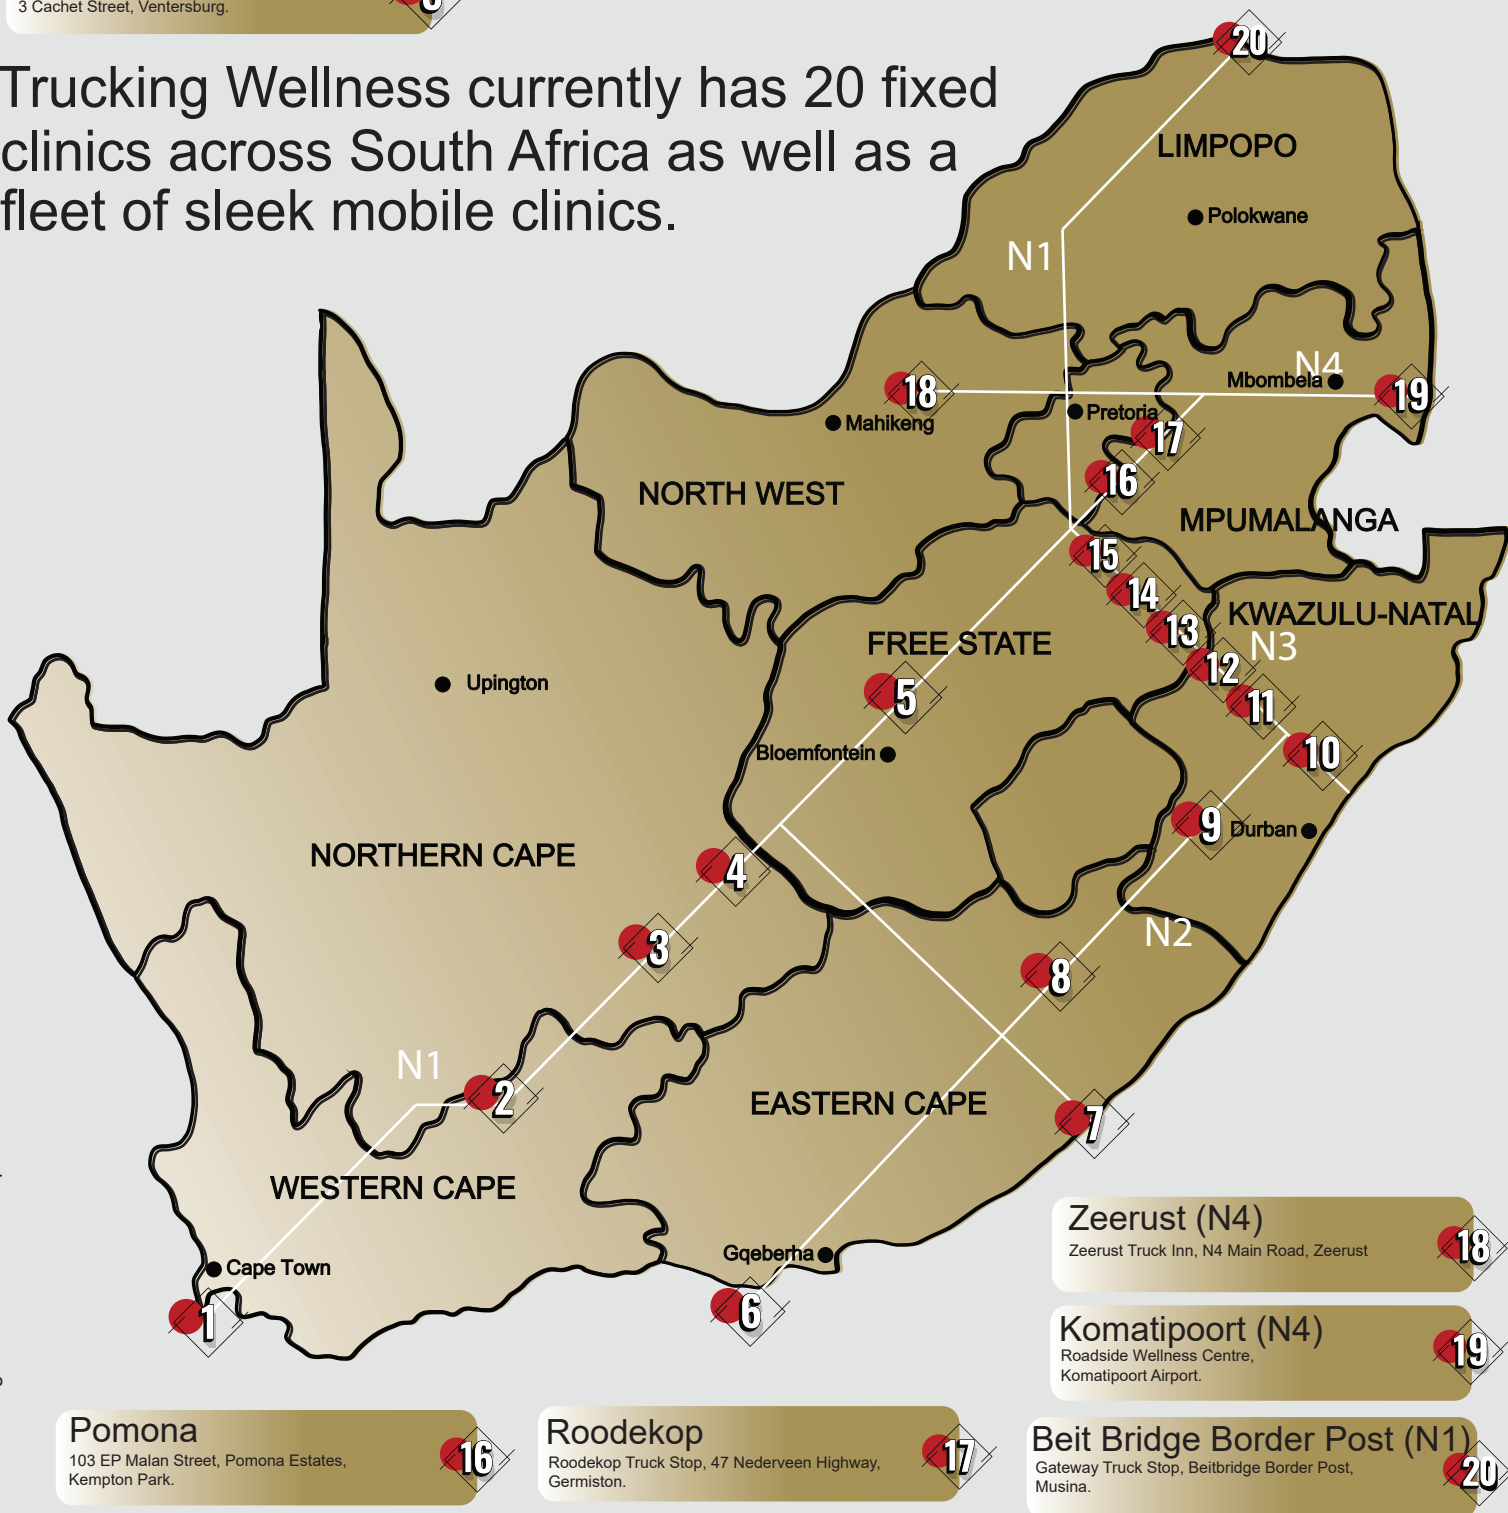 3 Cachet Street, Ventersburg.
5
Trucking Wellness currently has 20 fixed
clinics across South Africa as well as a
fleet of sleek mobile clinics.
20
LIMPOPO
Polokwane
N1
N4
Mbombela
19
18
Mahikeng
Pretoria
17
16
NORTH WEST
MPUMALANGA
15
14
KWAZULU-NATAL
13
N3
FREE STATE
12
5
11
Upington
Bloemfontein
10
9
Durban
NORTHERN CAPE
4
N2
3
8
N1
2
EASTERN CAPE
7
WESTERN CAPE
Gqeberha
Cape Town
1
6
Zeerust (N4)
Zeerust Truck Inn, N4 Main Road, Zeerust
18
Komatipoort (N4)
Roadside Wellness Centre,
Komatipoort Airport.
19
Pomona
103 EP Malan Street, Pomona Estates,
Kempton Park.
16
Roodekop
Roodekop Truck Stop, 47 Nederveen Highway,
Germiston.
17
Beit Bridge Border Post (N1)
Gateway Truck Stop, Beitbridge Border Post,
Musina.
20